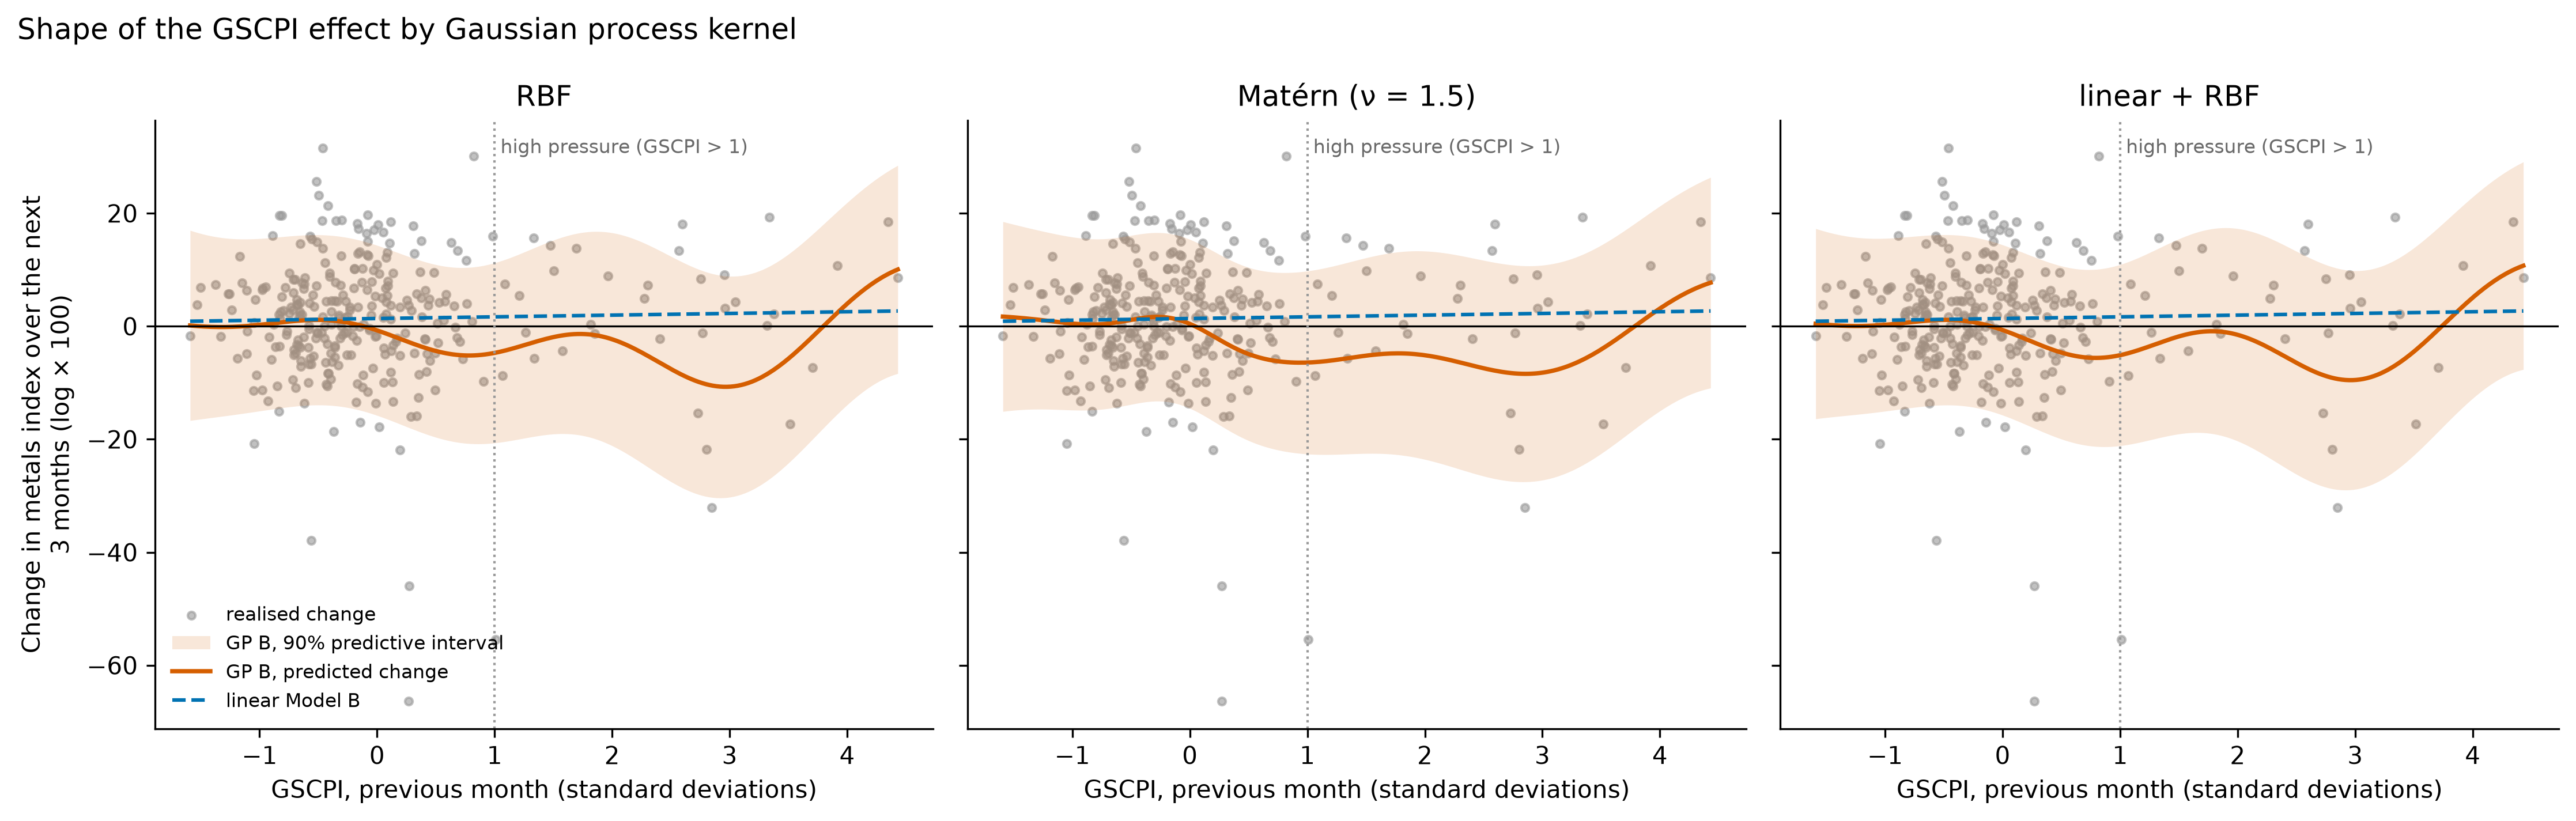 Shape of the GSCPI effect by Gaussian process kernel
RBF
Matérn (ν = 1.5)
linear + RBF
high pressure (GSCPI > 1)
high pressure (GSCPI > 1)
high pressure (GSCPI > 1)
Change in metals index over the next
3 months (log × 100)
20
0
−20
−40
−60
realised change
GP B, 90% predictive interval
GP B, predicted change
linear Model B
−1 0 1 2 3 4
−1 0 1 2 3 4
−1 0 1 2 3 4
GSCPI, previous month (standard deviations)
GSCPI, previous month (standard deviations)
GSCPI, previous month (standard deviations)